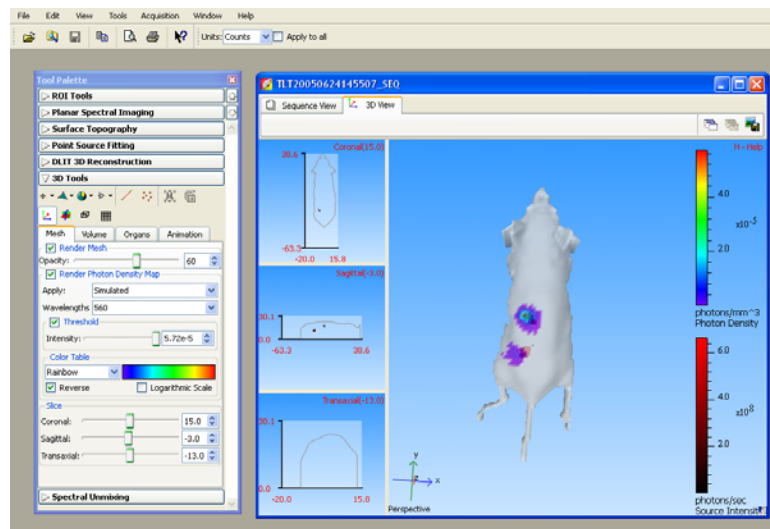 File Edit View Tools Acquisition Window Help
Units: Counts Apply to all
Tool Palette
ROI Tools
Planar Spectral Imaging
Surface Topography
Point Source Fitting
DLIT 3D Reconstruction
3D Tools
Mesh Volume Organs Animation
Render Mesh
Opacity: 60
Render Photon Density Map
Apply: Simulated
Wavelengths 560
Threshold
Intensity: 5.72e-5
Color Table
Rainbow
Reverse Logarithmic Scale
Slice
Coronal: 15.0
Sagittal: -3.0
Transaxial: -13.0
Spectral Unmixing
TLT20050624145507_SEQ
Sequence View 3D View
Coronal(15.0)
30.6
-63.3
-20.0 15.8
Sagittal(-3.0)
30.1
0.0
-63.3 30.6
Transaxial(-13.0)
30.1
0.0
-20.0 15.0
H - Help
4.0
x10^-5
2.0
photons/mm^3
Photon Density
6.0
4.0
x10^8
2.0
photons/sec
Source Intensit
y
z x
Perspective